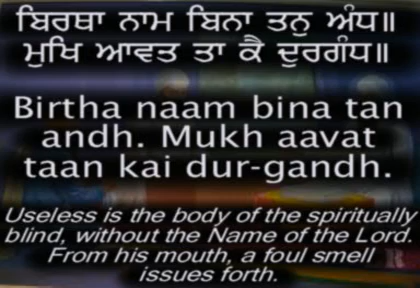 ਬਿਰਥਾ ਨਾਮ ਬਿਨਾ ਤਨੁ ਅੰਧ॥
ਮੁਖਿ ਆਵਤ ਤਾ ਕੈ ਦੁਰਗੰਧ॥
Birtha naam bina tan
andh. Mukh aavat
taan kai dur-gandh.
Useless is the body of the spiritually
blind, without the Name of the Lord.
From his mouth, a foul smell
issues forth.